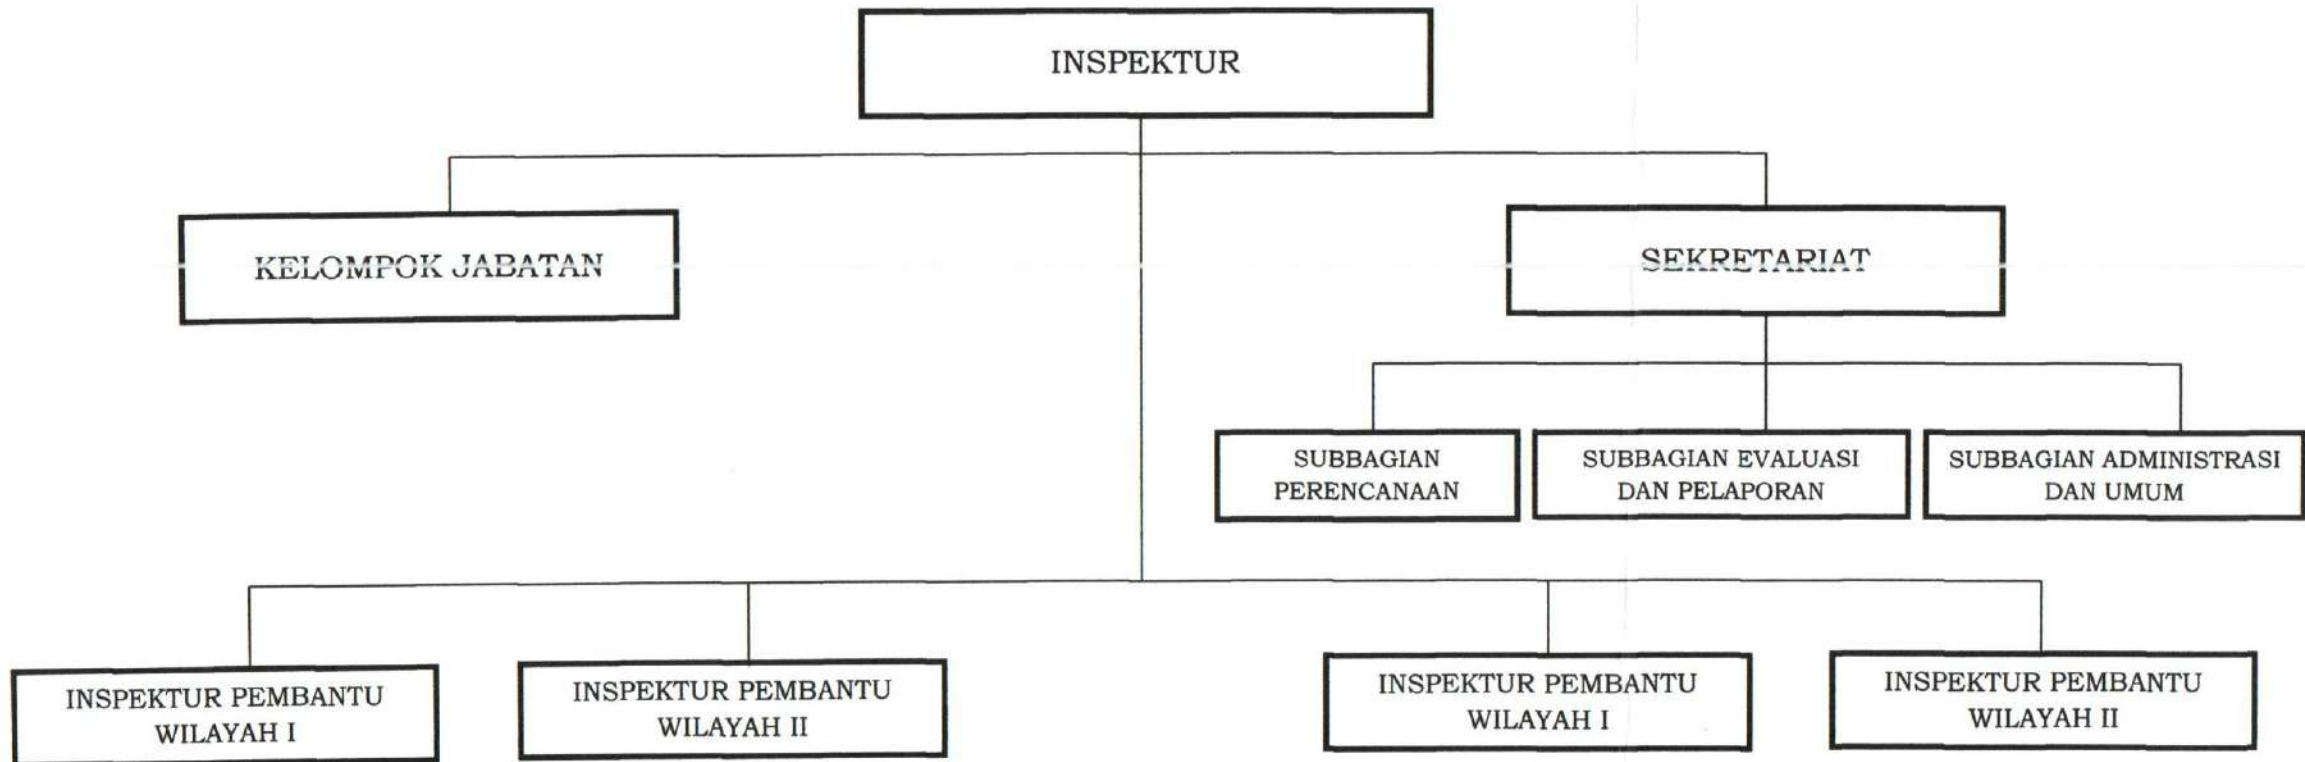 INSPEKTUR
KELOMPOK JABATAN
SEKRETARIAT
SUBBAGIAN
PERENCANAAN
SUBBAGIAN EVALUASI
DAN PELAPORAN
SUBBAGIAN ADMINISTRASI
DAN UMUM
INSPEKTUR PEMBANTU
WILAYAH I
INSPEKTUR PEMBANTU
WILAYAH II
INSPEKTUR PEMBANTU
WILAYAH I
INSPEKTUR PEMBANTU
WILAYAH II